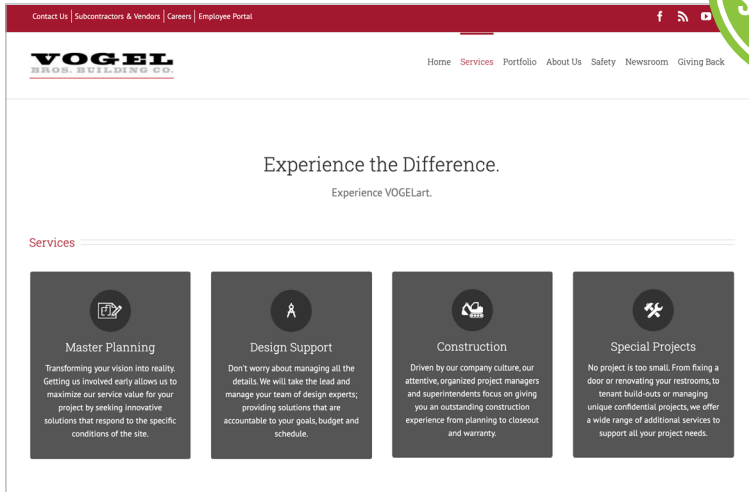 Contact Us | Subcontractors & Vendors | Careers | Employee Portal
VOGEL
BROS. BUILDING CO.
Home Services Portfolio About Us Safety Newsroom Giving Back
Experience the Difference.
Experience VOGELart.
Services
Master Planning
Transforming your vision into reality.
Getting us involved early allows us to
maximize our service value for your
project by seeking innovative
solutions that respond to the specific
conditions of the site.
Design Support
Don't worry about managing all the
details. We will take the lead and
manage your team of design experts;
providing solutions that are
accountable to your goals, budget and
schedule.
Construction
Driven by our company culture, our
attentive, organized project managers
and superintendents focus on giving
you an outstanding construction
experience from planning to closeout
and warranty.
Special Projects
No project is too small. From fixing a
door or renovating your restrooms, to
tenant build-outs or managing
unique confidential projects, we offer
a wide range of additional services to
support all your project needs.